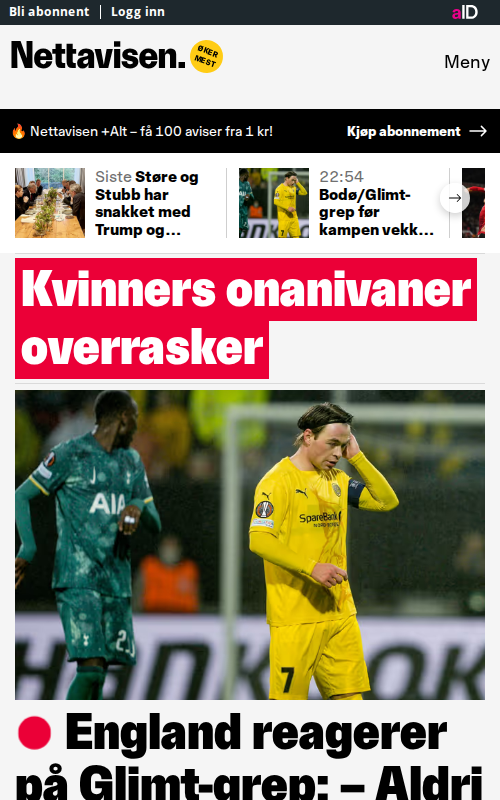 Bli abonnent
Logg inn
aID
Nettavisen.
ØKER
MEST
Meny
🔥 Nettavisen +Alt – få 100 aviser fra 1 kr!
Kjøp abonnement
Siste Støre og
Stubb har
snakket med
Trump og...
22:54
Bodø/Glimt-
grep før
kampen vekk...
Kvinners onanivaner
overrasker
AIA
SpareBank
7
England reagerer
på Glimt-grep: – Aldri